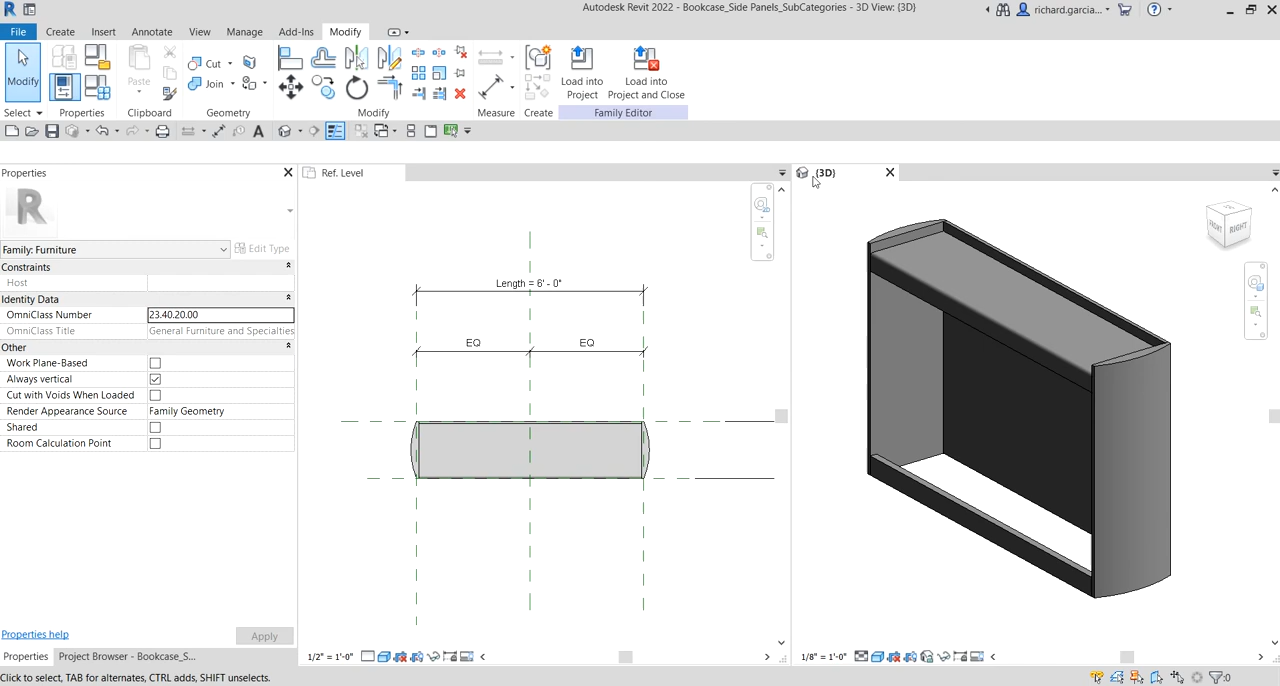 Autodesk Revit 2022 - Bookcase_Side Panels_SubCategories - 3D View: {3D}
richard.garcia...
File Create Insert Annotate View Manage Add-Ins Modify
Modify
Paste
Cut
Join
Load into Project
Load into Project and Close
Select Properties Clipboard Geometry Modify Measure Create Family Editor
Properties
Ref. Level
{3D}
R
Family: Furniture
Edit Type
Constraints
Host
Identity Data
OmniClass Number 23.40.20.00
OmniClass Title General Furniture and Specialties
Other
Work Plane-Based
Always vertical
Cut with Voids When Loaded
Render Appearance Source Family Geometry
Shared
Room Calculation Point
Length = 6' - 0"
EQ EQ
FRONT RIGHT
Properties help
Apply
Properties Project Browser - Bookcase_S...
1/2" = 1'-0"
1/8" = 1'-0"
Click to select, TAB for alternates, CTRL adds, SHIFT unselects.
:0